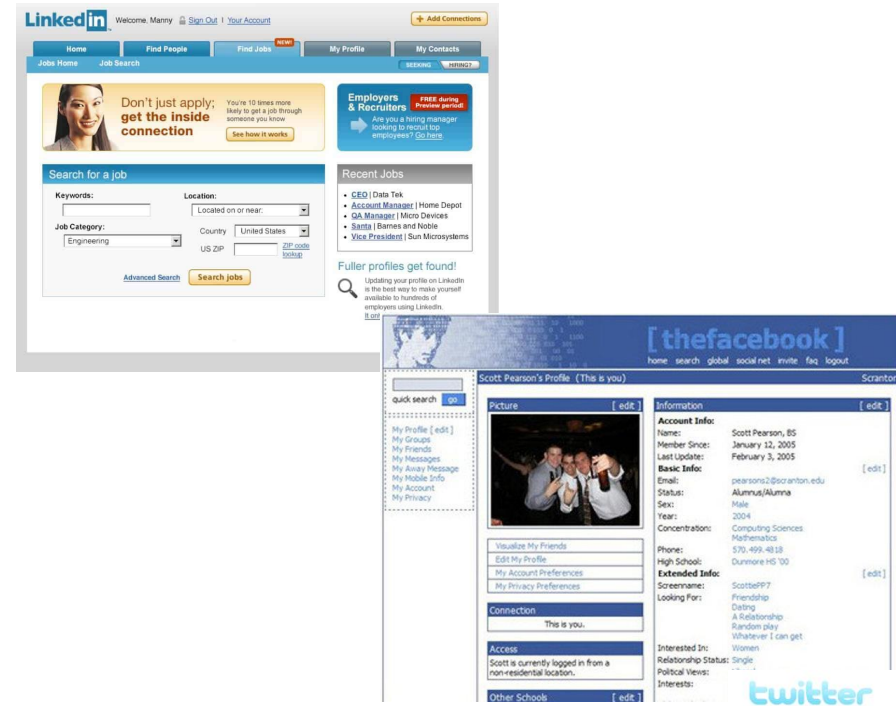 Linked in Welcome, Manny Sign Out | Your Account + Add Connections
NEW!
Home Find People Find Jobs My Profile My Contacts
Jobs Home Job Search SEEKING HIRING?
Don't just apply;
get the inside
connection
You're 10 times more
likely to get a job through
someone you know
See how it works
Employers
& Recruiters
FREE during
Preview period!
Are you a hiring manager
looking to recruit top
employees? Go here.
Search for a job
Keywords:
Location:
Located on or near:
Job Category:
Engineering
Country United States
US ZIP ZIP code
lookup
Advanced Search Search jobs
Recent Jobs
• CEO | Data Tek
• Account Manager | Home Depot
• QA Manager | Micro Devices
• Santa | Barnes and Noble
• Vice President | Sun Microsystems
Fuller profiles get found!
Updating your profile on LinkedIn
is the best way to make yourself
available to hundreds of
employers using LinkedIn.
[thefacebook]
home search global social net invite faq logout
quick search go
My Profile [ edit ]
My Groups
My Friends
My Messages
My Away Message
My Mobile Info
My Account
My Privacy
Scott Pearson's Profile (This is you) Scranton
Picture [ edit ]
Visualize My Friends
Edit My Profile
My Account Preferences
My Privacy Preferences
Connection
This is you.
Access
Scott is currently logged in from a
non-residential location.
Other Schools [ edit ]
Information [ edit ]
Account Info:
Name: Scott Pearson, BS
Member Since: January 12, 2005
Last Update: February 3, 2005
Basic Info: [ edit ]
Email: pearsons2@scranton.edu
Status: Alumnus/Alumna
Sex: Male
Year: 2004
Concentration: Computing Sciences
Mathematics
Phone: 570.499.4818
High School: Dunmore HS '00
Extended Info: [ edit ]
Screenname: ScottiePP7
Looking For: Friendship
Dating
A Relationship
Random play
Whatever I can get
Interested In: Women
Relationship Status: Single
Political Views:
Interests:
twitter